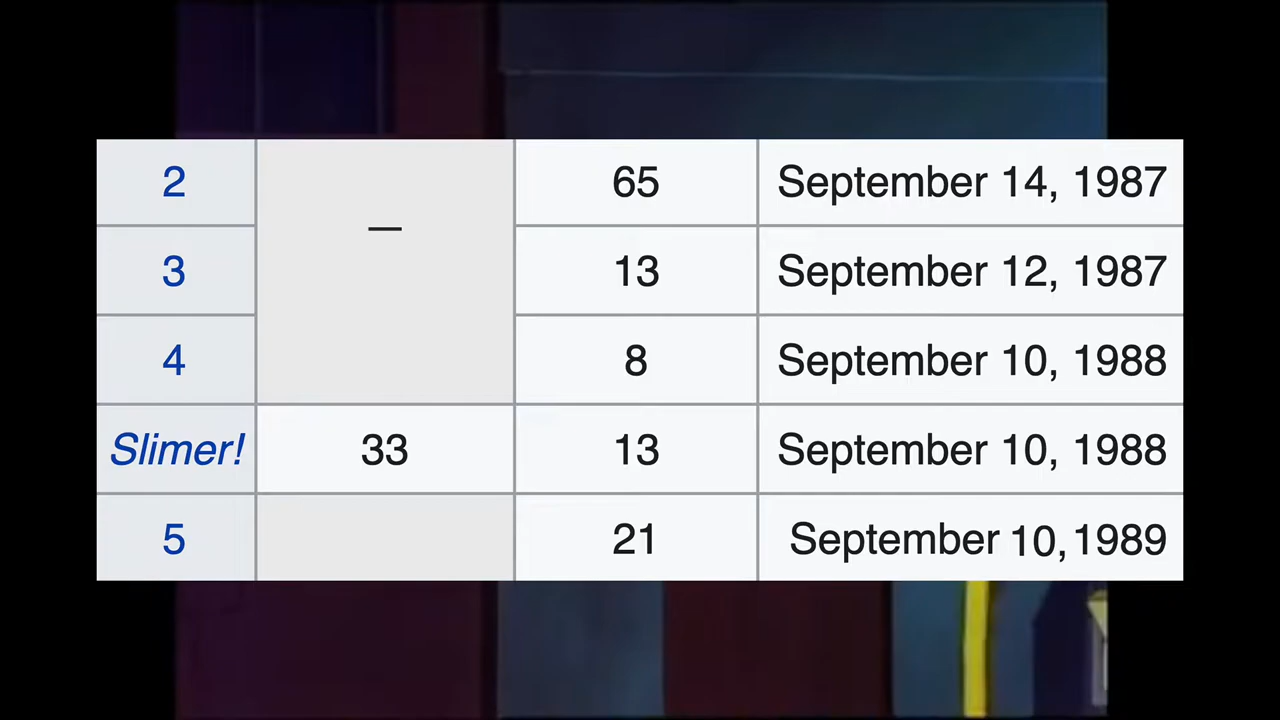 2 — 65 September 14, 1987
3 13 September 12, 1987
4 8 September 10, 1988
Slimer! 33 13 September 10, 1988
5 21 September 10, 1989